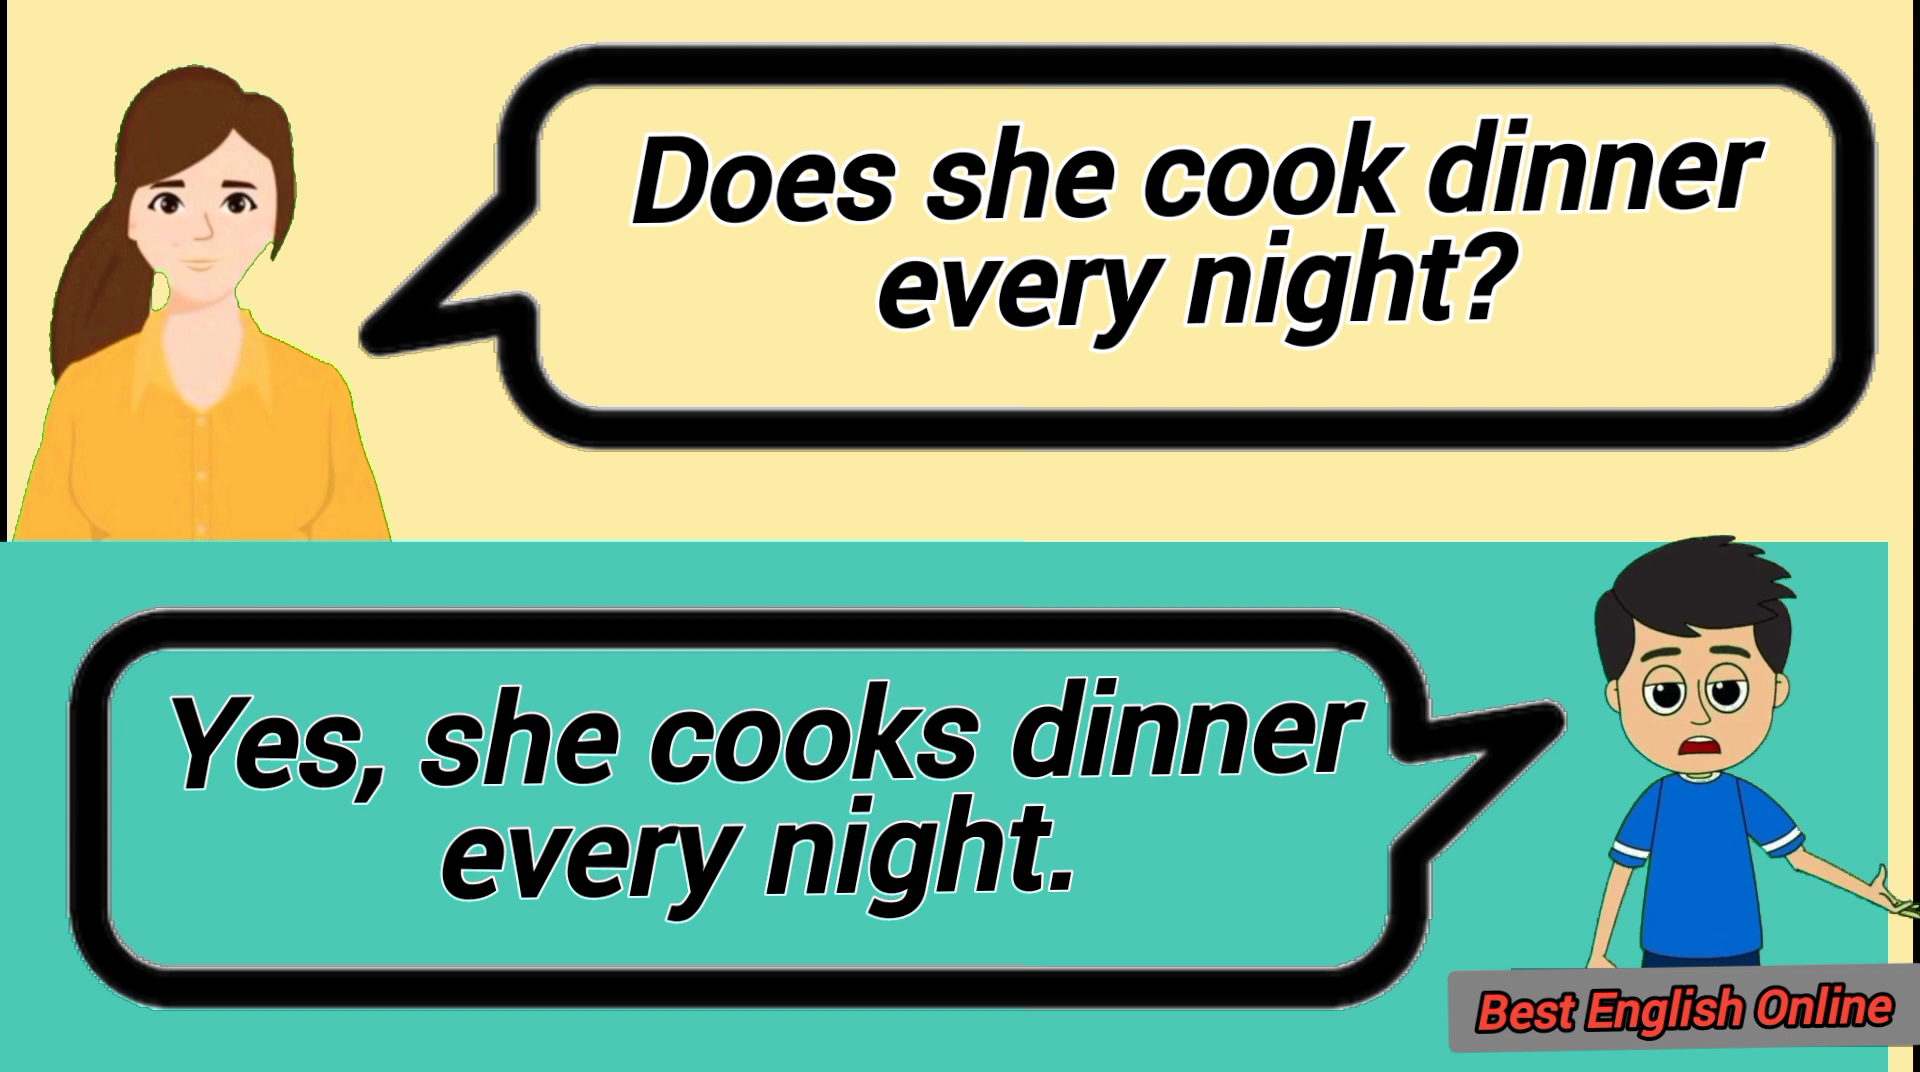 Does she cook dinner
every night?
Yes, she cooks dinner
every night.
Best English Online